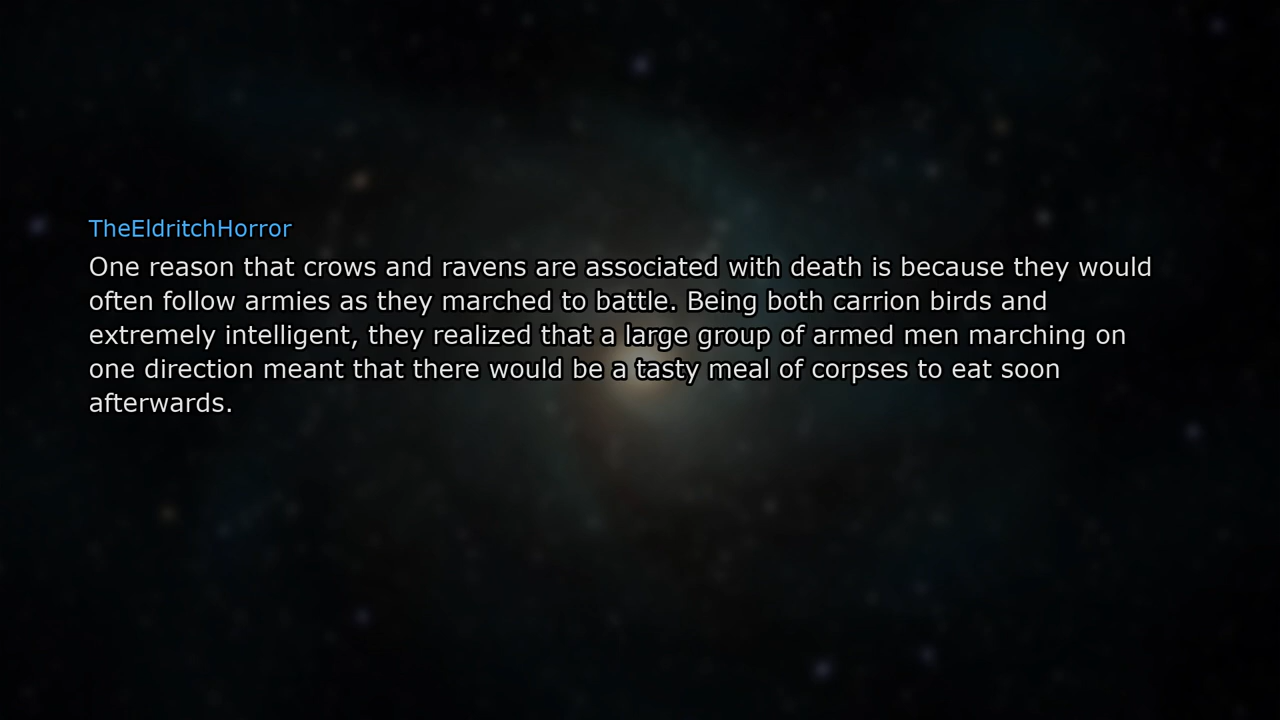 TheEldritchHorror
One reason that crows and ravens are associated with death is because they would
often follow armies as they marched to battle. Being both carrion birds and
extremely intelligent, they realized that a large group of armed men marching on
one direction meant that there would be a tasty meal of corpses to eat soon
afterwards.